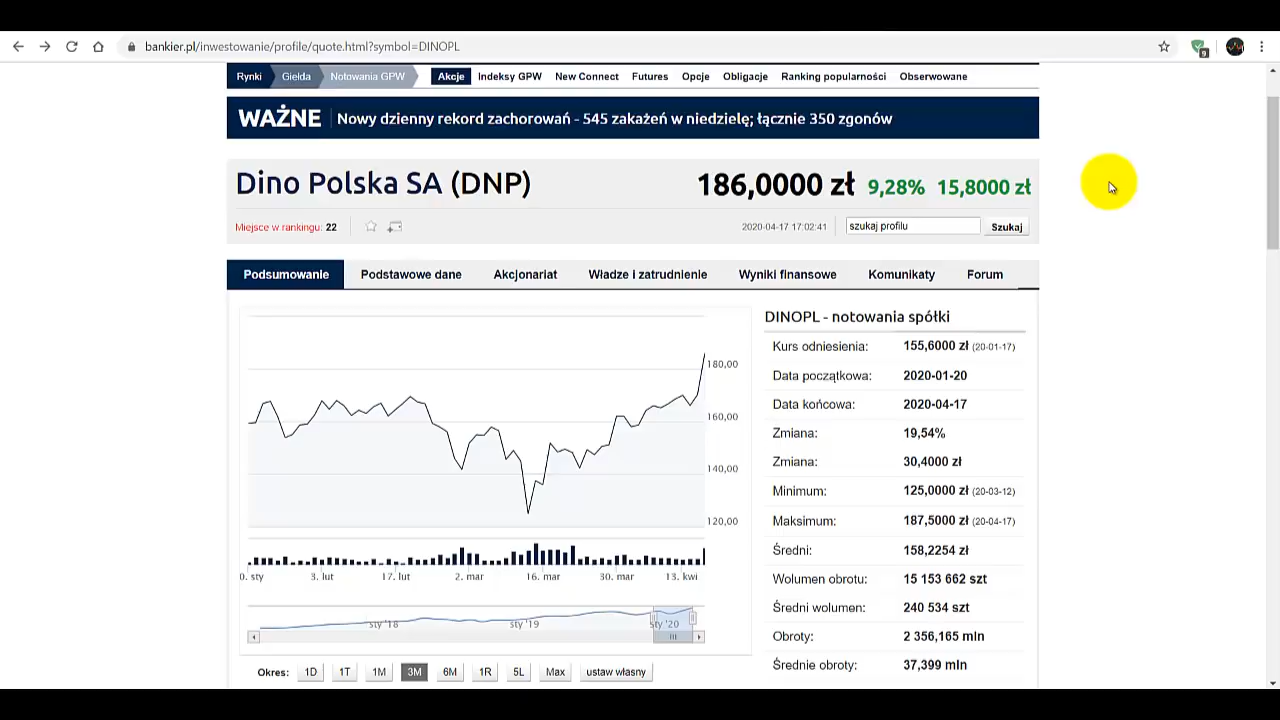 bankier.pl/inwestowanie/profile/quote.html?symbol=DINOPL
9
Rynki Giełda Notowania GPW Akcje Indeksy GPW New Connect Futures Opcje Obligacje Ranking popularności Obserwowane
WAŻNE Nowy dzienny rekord zachorowań - 545 zakażeń w niedzielę; łącznie 350 zgonów
Dino Polska SA (DNP) 186,0000 zł 9,28% 15,8000 zł
Miejsce w rankingu: 22 2020-04-17 17:02:41 szukaj profilu Szukaj
Podsumowanie Podstawowe dane Akcjonariat Władze i zatrudnienie Wyniki finansowe Komunikaty Forum
DINOPL - notowania spółki
Kurs odniesienia: 155,6000 zł (20-01-17)
Data początkowa: 2020-01-20
Data końcowa: 2020-04-17
Zmiana: 19,54%
Zmiana: 30,4000 zł
Minimum: 125,0000 zł (20-03-12)
Maksimum: 187,5000 zł (20-04-17)
Średni: 158,2254 zł
Wolumen obrotu: 15 153 662 szt
Średni wolumen: 240 534 szt
Obroty: 2 356,165 mln
Średnie obroty: 37,399 mln
180,00
160,00
140,00
120,00
0. sty 3. lut 17. lut 2. mar 16. mar 30. mar 13. kwi
sty '18 sty '19 sty '20
Okres: 1D 1T 1M 3M 6M 1R 5L Max ustaw własny